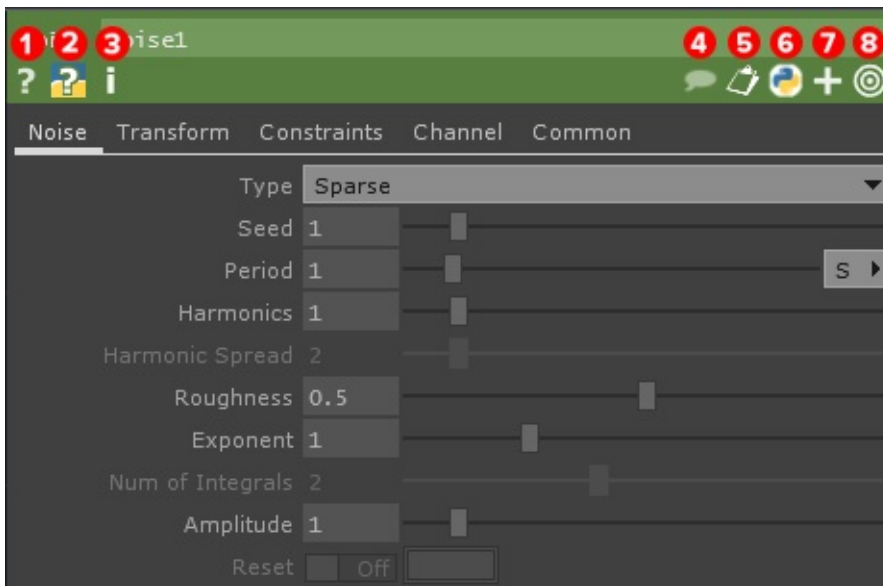 oise1
1 2 3 4 5 6 7 8
? ? i
Noise Transform Constraints Channel Common
Type Sparse
Seed 1
Period 1 S
Harmonics 1
Harmonic Spread 2
Roughness 0.5
Exponent 1
Num of Integrals 2
Amplitude 1
Reset Off